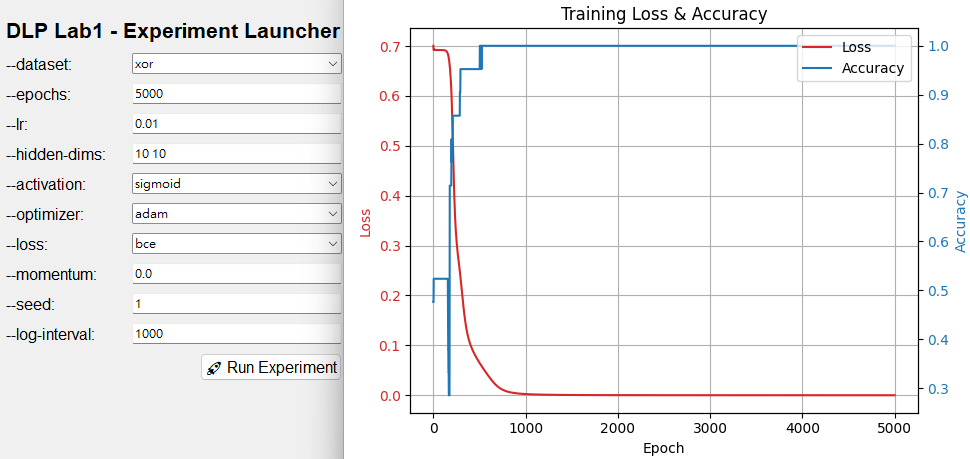 DLP Lab1 - Experiment Launcher
--dataset: xor
--epochs: 5000
--lr: 0.01
--hidden-dims: 10 10
--activation: sigmoid
--optimizer: adam
--loss: bce
--momentum: 0.0
--seed: 1
--log-interval: 1000
🚀 Run Experiment
Training Loss & Accuracy
Loss
Accuracy
0.7
0.6
0.5
0.4
0.3
0.2
0.1
0.0
Loss
1.0
0.9
0.8
0.7
0.6
0.5
0.4
0.3
Accuracy
0 1000 2000 3000 4000 5000
Epoch